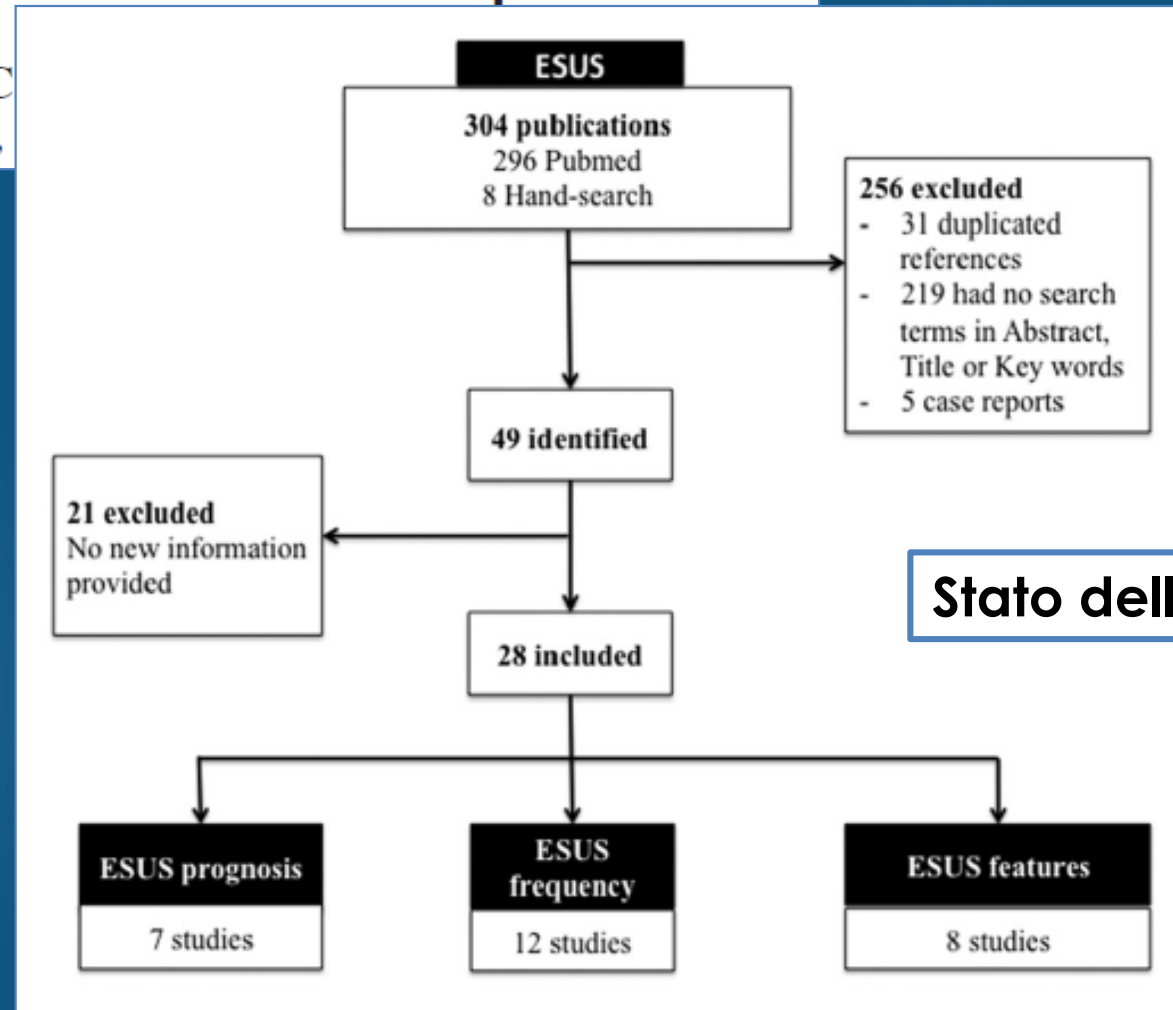 ESUS
304 publications
296 Pubmed
8 Hand-search
256 excluded
- 31 duplicated
references
- 219 had no search
terms in Abstract,
Title or Key words
- 5 case reports
49 identified
21 excluded
No new information
provided
Stato dell
28 included
ESUS prognosis
7 studies
ESUS
frequency
12 studies
ESUS features
8 studies